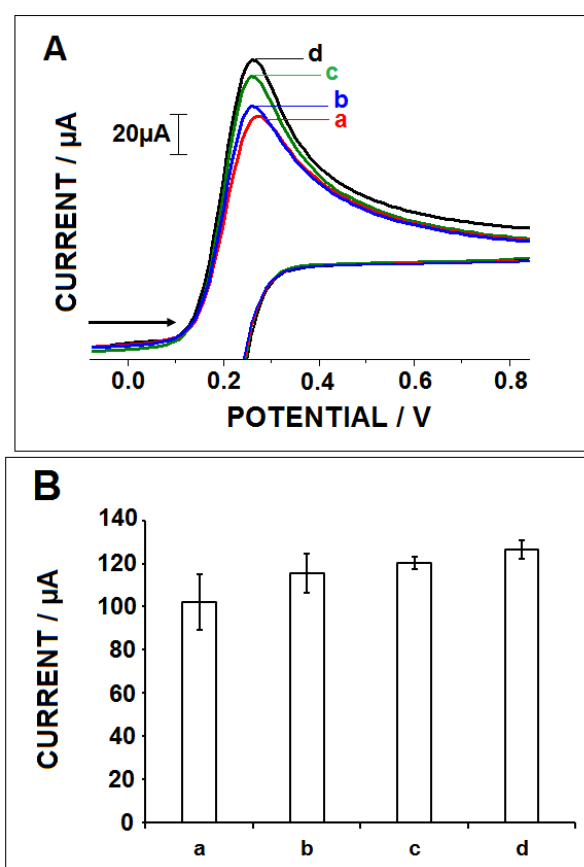 A
d
c
b
a
20µA
CURRENT / µA
0.0 0.2 0.4 0.6 0.8
POTENTIAL / V
B
140
120
100
80
60
40
20
0
CURRENT / µA
a b c d